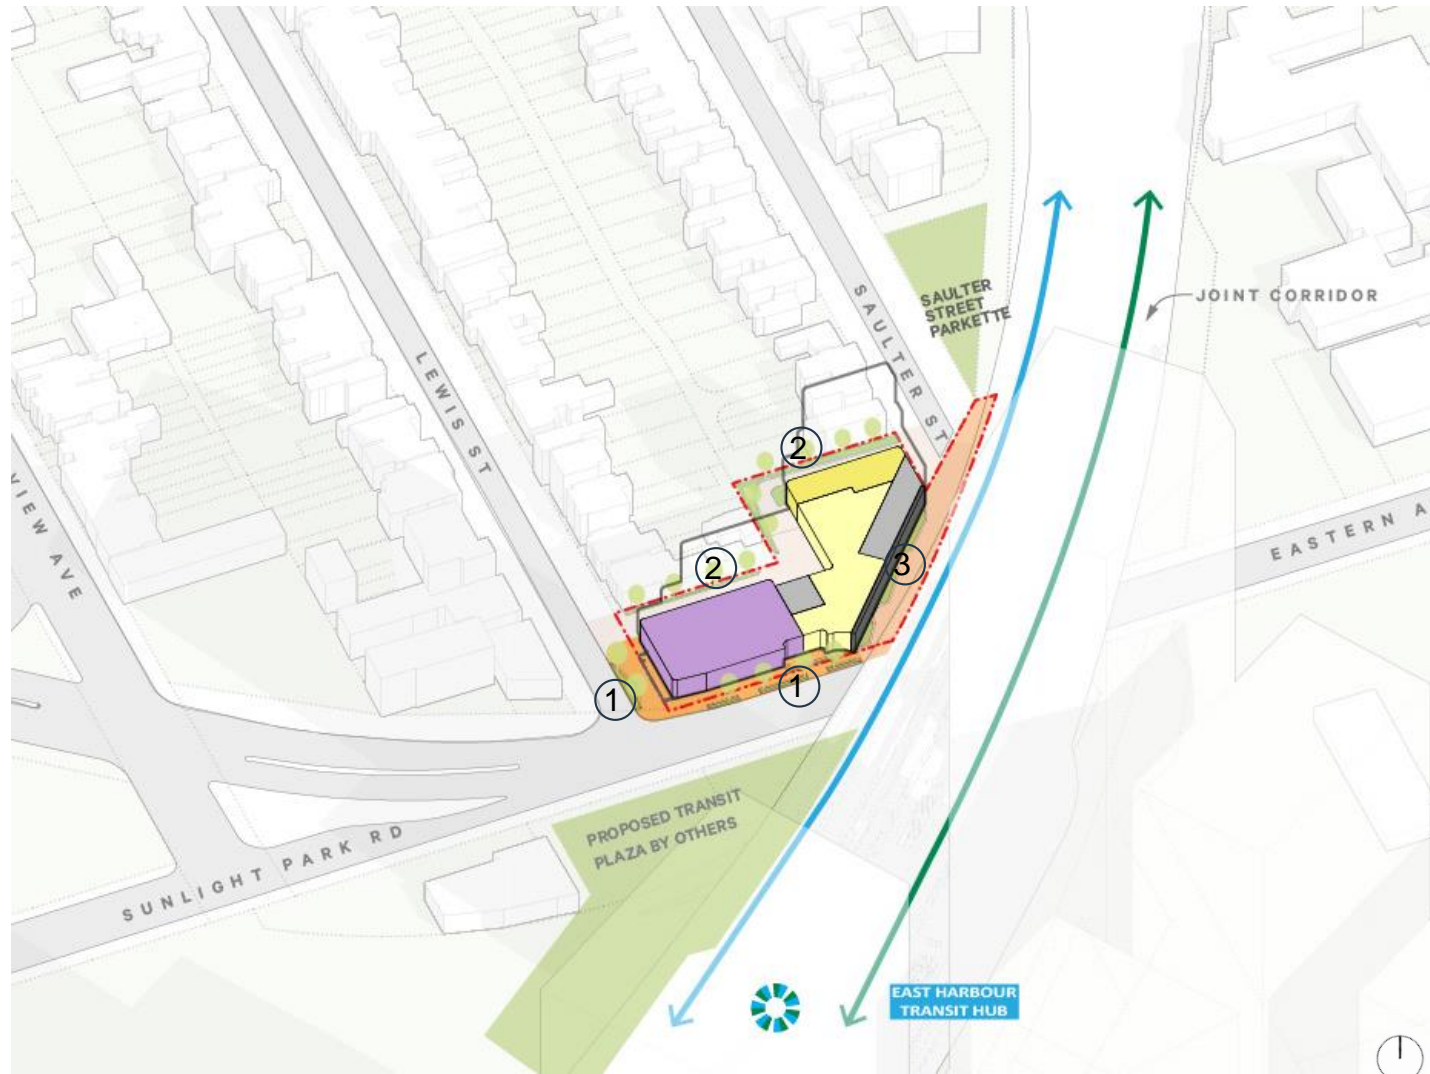 SAULTER
STREET
PARKETTE
SAULTER ST
JOINT CORRIDOR
LEWIS ST
VIEW AVE
EASTERN A
2
2
3
1
1
PROPOSED TRANSIT
PLAZA BY OTHERS
SUNLIGHT PARK RD
EAST HARBOUR
TRANSIT HUB